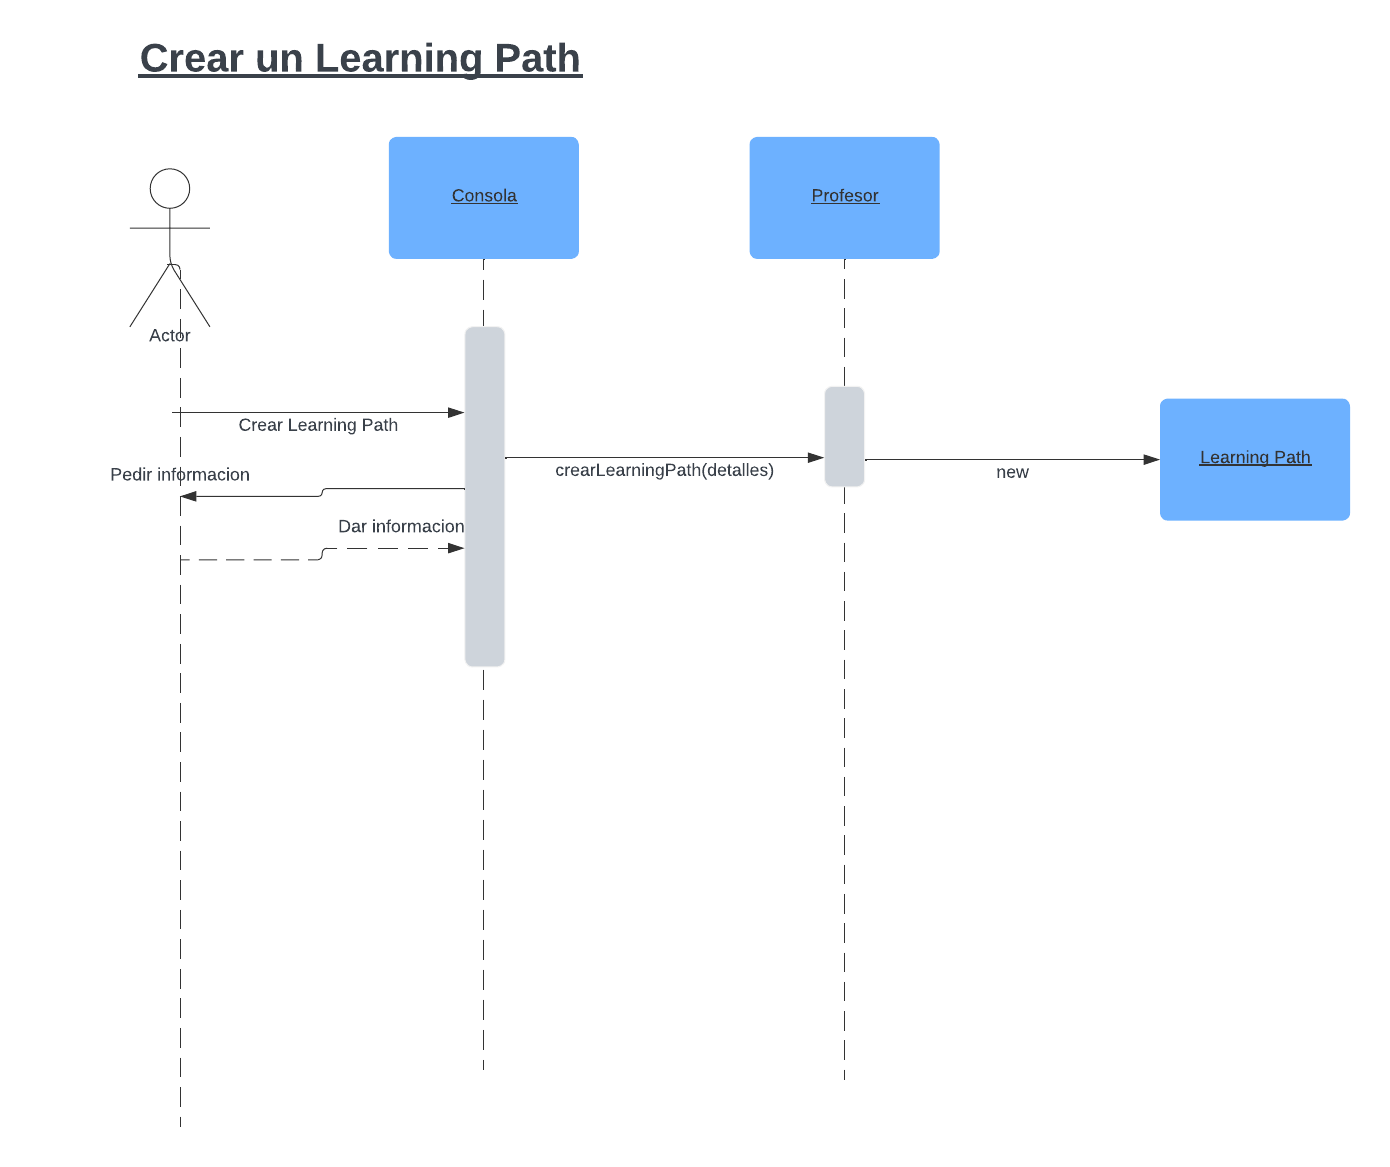 Crear un Learning Path
Consola
Profesor
Actor
Crear Learning Path
crearLearningPath(detalles)
Learning Path
new
Pedir informacion
Dar informacion